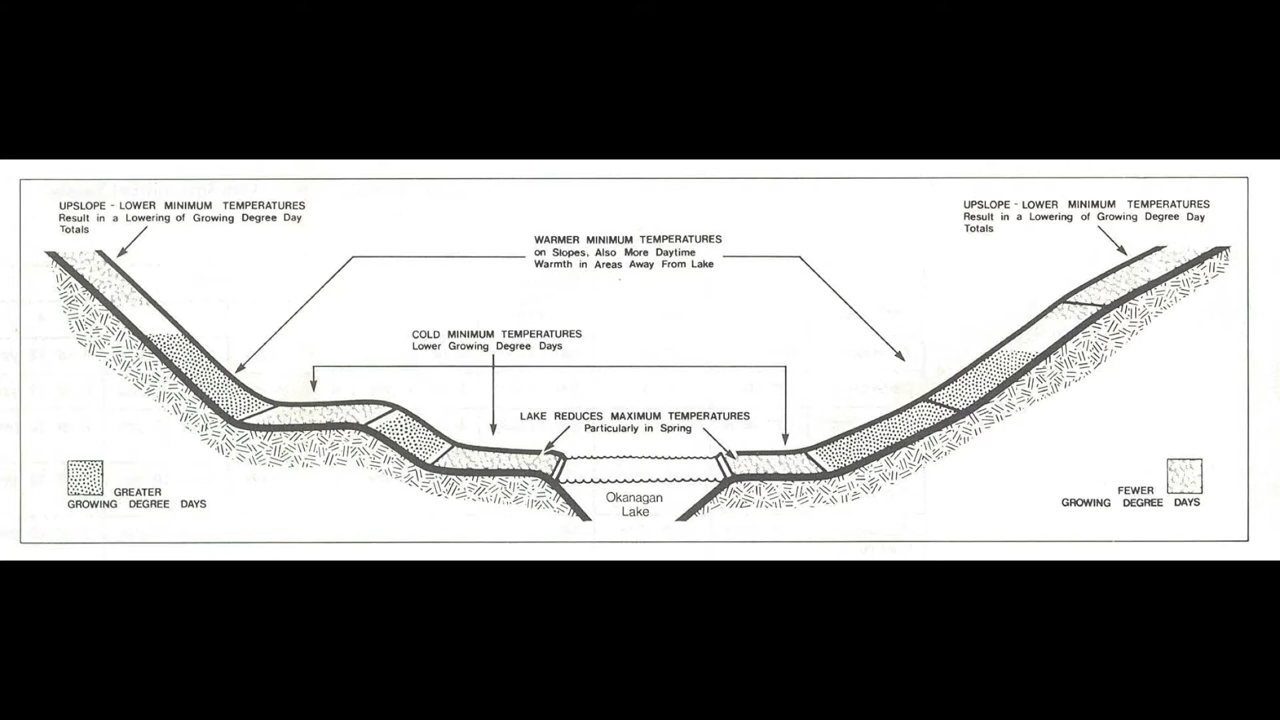 UPSLOPE - LOWER MINIMUM TEMPERATURES
Result in a Lowering of Growing Degree Day
Totals
UPSLOPE - LOWER MINIMUM TEMPERATURES
Result in a Lowering of Growing Degree Day
Totals
WARMER MINIMUM TEMPERATURES
on Slopes, Also More Daytime
Warmth in Areas Away From Lake
COLD MINIMUM TEMPERATURES
Lower Growing Degree Days
LAKE REDUCES MAXIMUM TEMPERATURES
Particularly in Spring
Okanagan
Lake
GREATER
GROWING DEGREE DAYS
FEWER
GROWING DEGREE DAYS